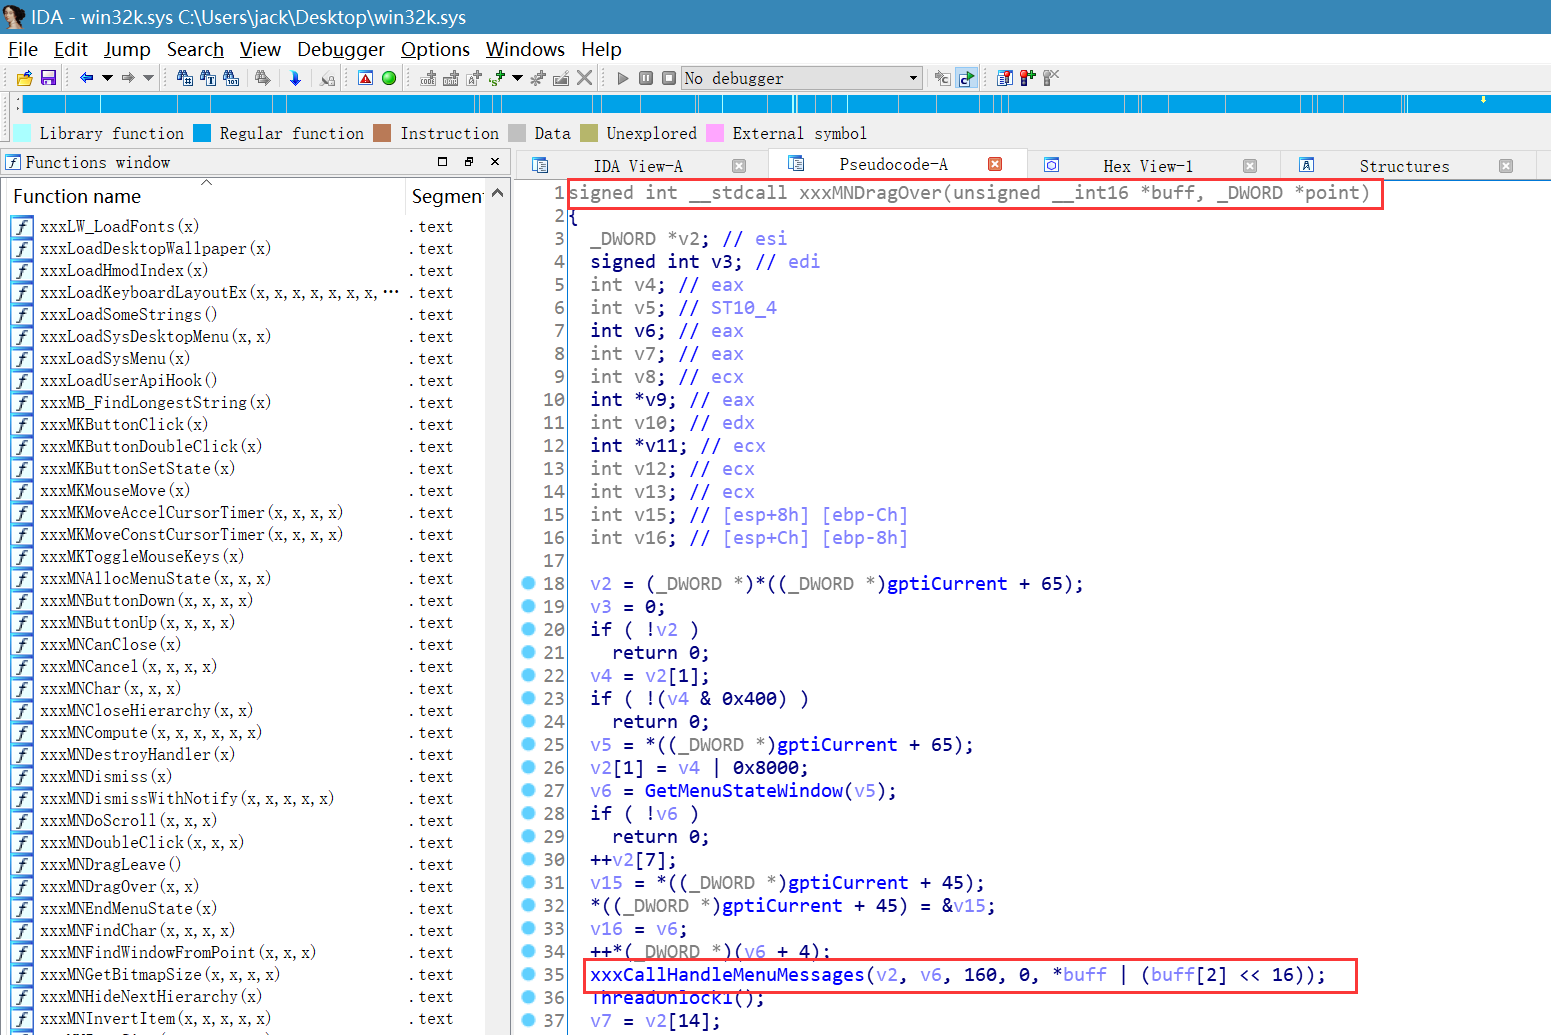 IDA - win32k.sys C:\Users\jack\Desktop\win32k.sys
File Edit Jump Search View Debugger Options Windows Help
No debugger
Library function Regular function Instruction Data Unexplored External symbol
Functions window
IDA View-A Pseudocode-A Hex View-1 Structures
Function name Segmen
xxxLW_LoadFonts(x) .text
xxxLoadDesktopWallpaper(x) .text
xxxLoadHmodIndex(x) .text
xxxLoadKeyboardLayoutEx(x,x,x,x,x,x,x,… .text
xxxLoadSomeStrings() .text
xxxLoadSysDesktopMenu(x,x) .text
xxxLoadSysMenu(x) .text
xxxLoadUserApiHook() .text
xxxMB_FindLongestString(x) .text
xxxMKButtonClick(x) .text
xxxMKButtonDoubleClick(x) .text
xxxMKButtonSetState(x) .text
xxxMKMouseMove(x) .text
xxxMKMoveAccelCursorTimer(x,x,x,x) .text
xxxMKMoveConstCursorTimer(x,x,x,x) .text
xxxMKToggleMouseKeys(x) .text
xxxMNAllocMenuState(x,x,x) .text
xxxMNButtonDown(x,x,x,x) .text
xxxMNButtonUp(x,x,x,x) .text
xxxMNCanClose(x) .text
xxxMNCancel(x,x,x,x) .text
xxxMNChar(x,x,x) .text
xxxMNCloseHierarchy(x,x) .text
xxxMNCompute(x,x,x,x,x,x) .text
xxxMNDestroyHandler(x) .text
xxxMNDismiss(x) .text
xxxMNDismissWithNotify(x,x,x,x,x) .text
xxxMNDoScroll(x,x,x) .text
xxxMNDoubleClick(x,x,x) .text
xxxMNDragLeave() .text
xxxMNDragOver(x,x) .text
xxxMNEndMenuState(x) .text
xxxMNFindChar(x,x,x,x) .text
xxxMNFindWindowFromPoint(x,x,x) .text
xxxMNGetBitmapSize(x,x,x,x) .text
xxxMNHideNextHierarchy(x) .text
xxxMNInvertItem(x,x,x,x,x) .text
1 signed int __stdcall xxxMNDragOver(unsigned __int16 *buff, _DWORD *point)
2 {
3 _DWORD *v2; // esi
4 signed int v3; // edi
5 int v4; // eax
6 int v5; // ST10_4
7 int v6; // eax
8 int v7; // eax
9 int v8; // ecx
10 int *v9; // eax
11 int v10; // edx
12 int *v11; // ecx
13 int v12; // ecx
14 int v13; // ecx
15 int v15; // [esp+8h] [ebp-Ch]
16 int v16; // [esp+Ch] [ebp-8h]
17
18 v2 = (_DWORD *)*((_DWORD *)gptiCurrent + 65);
19 v3 = 0;
20 if ( !v2 )
21 return 0;
22 v4 = v2[1];
23 if ( !(v4 & 0x400) )
24 return 0;
25 v5 = *((_DWORD *)gptiCurrent + 65);
26 v2[1] = v4 | 0x8000;
27 v6 = GetMenuStateWindow(v5);
28 if ( !v6 )
29 return 0;
30 ++v2[7];
31 v15 = *((_DWORD *)gptiCurrent + 45);
32 *((_DWORD *)gptiCurrent + 45) = &v15;
33 v16 = v6;
34 ++*(_DWORD *)(v6 + 4);
35 xxxCallHandleMenuMessages(v2, v6, 160, 0, *buff | (buff[2] << 16));
36 ThreadUnlock1();
37 v7 = v2[14];